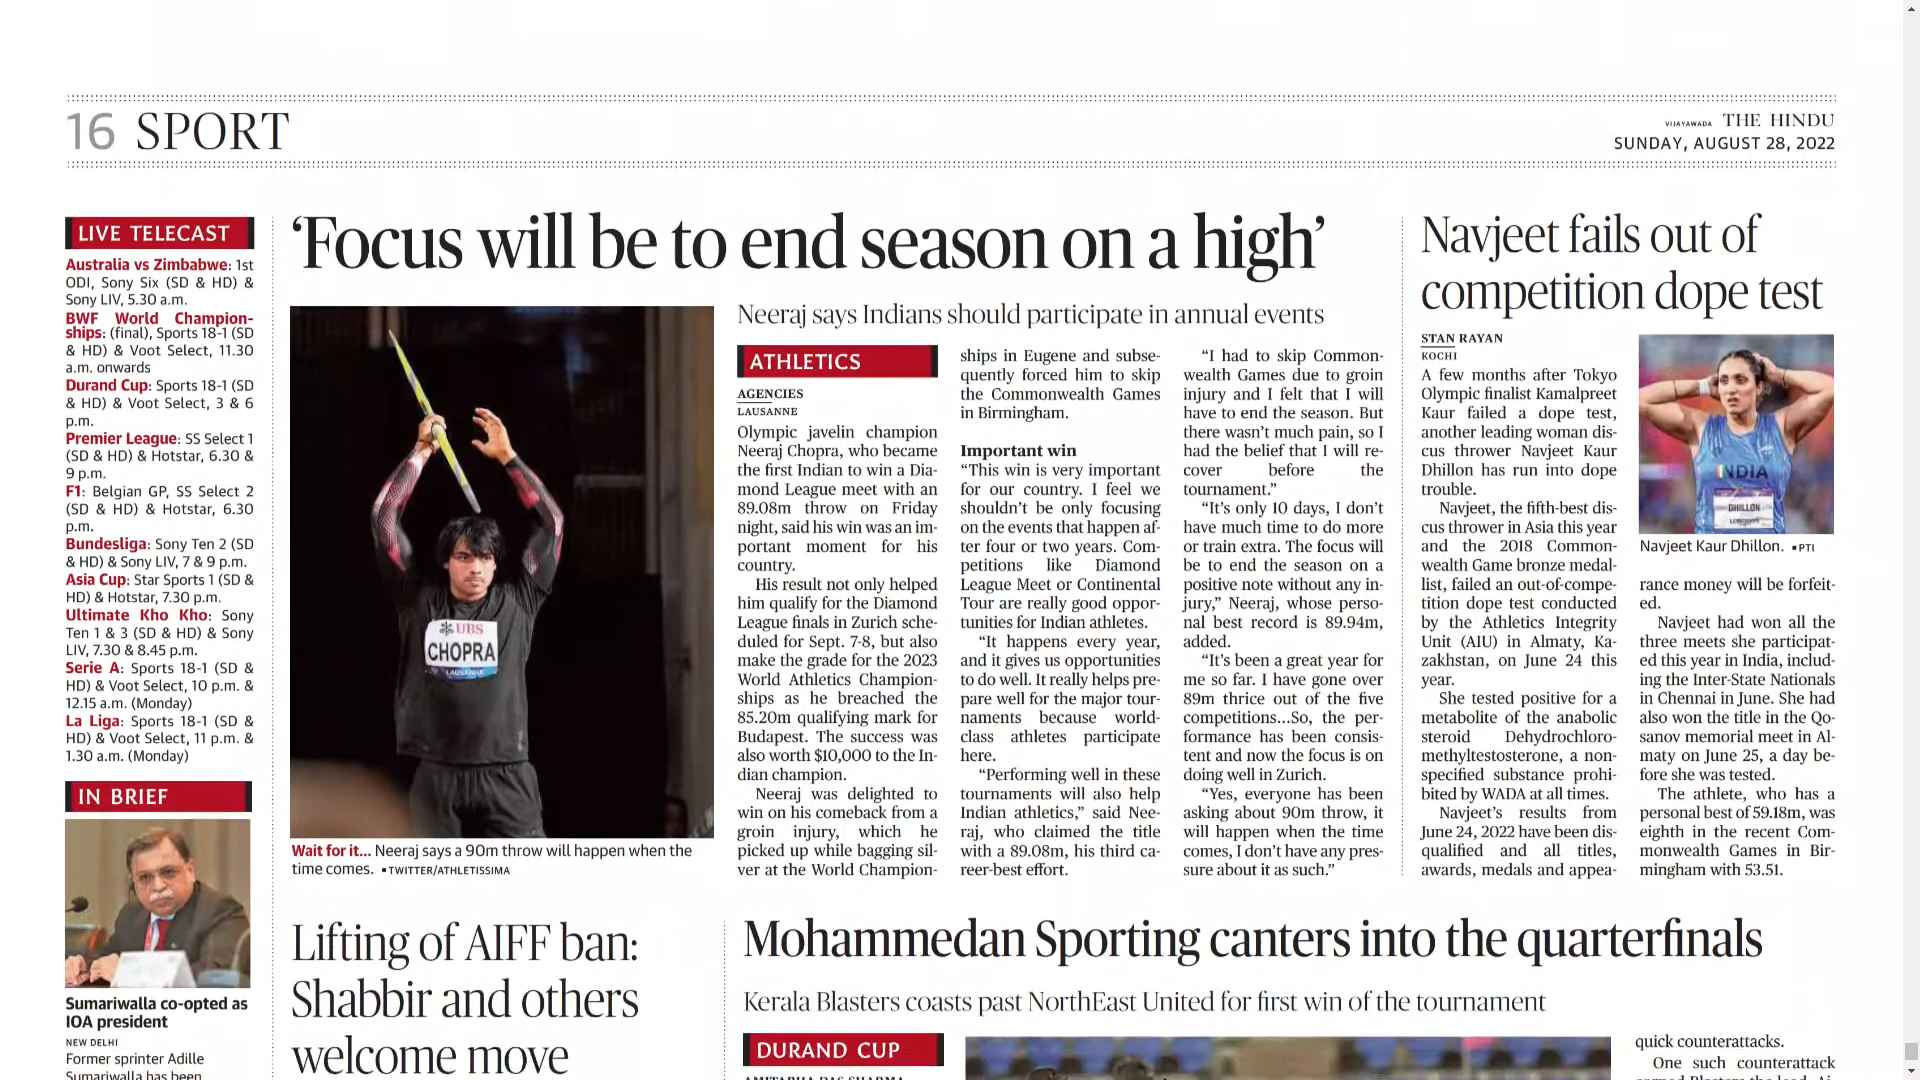 16 SPORT
VIJAYAWADA THE HINDU
SUNDAY, AUGUST 28, 2022
LIVE TELECAST
Australia vs Zimbabwe: 1st
ODI, Sony Six (SD & HD) &
Sony LIV, 5.30 a.m.
BWF World Champion-
ships: (final), Sports 18-1 (SD
& HD) & Voot Select, 11.30
a.m. onwards
Durand Cup: Sports 18-1 (SD
& HD) & Voot Select, 3 & 6
p.m.
Premier League: SS Select 1
(SD & HD) & Hotstar, 6.30 &
9 p.m.
F1: Belgian GP, SS Select 2
(SD & HD) & Hotstar, 6.30
p.m.
Bundesliga: Sony Ten 2 (SD
& HD) & Sony LIV, 7 & 9 p.m.
Asia Cup: Star Sports 1 (SD &
HD) & Hotstar, 7.30 p.m.
Ultimate Kho Kho: Sony
Ten 1 & 3 (SD & HD) & Sony
LIV, 7.30 & 8.45 p.m.
Serie A: Sports 18-1 (SD &
HD) & Voot Select, 10 p.m. &
12.15 a.m. (Monday)
La Liga: Sports 18-1 (SD &
HD) & Voot Select, 11 p.m. &
1.30 a.m. (Monday)
IN BRIEF
Sumariwalla co-opted as
IOA president
NEW DELHI
Former sprinter Adille
Sumariwalla has been
‘Focus will be to end season on a high’
UBS
CHOPRA
LAUSANNE
Wait for it... Neeraj says a 90m throw will happen when the
time comes. ▪TWITTER/ATHLETISSIMA
Neeraj says Indians should participate in annual events
ATHLETICS
AGENCIES
LAUSANNE
Olympic javelin champion
Neeraj Chopra, who became
the first Indian to win a Dia-
mond League meet with an
89.08m throw on Friday
night, said his win was an im-
portant moment for his
country.
His result not only helped
him qualify for the Diamond
League finals in Zurich sche-
duled for Sept. 7-8, but also
make the grade for the 2023
World Athletics Champion-
ships as he breached the
85.20m qualifying mark for
Budapest. The success was
also worth $10,000 to the In-
dian champion.
Neeraj was delighted to
win on his comeback from a
groin injury, which he
picked up while bagging sil-
ver at the World Champion-
ships in Eugene and subse-
quently forced him to skip
the Commonwealth Games
in Birmingham.
Important win
“This win is very important
for our country. I feel we
shouldn’t be only focusing
on the events that happen af-
ter four or two years. Com-
petitions like Diamond
League Meet or Continental
Tour are really good oppor-
tunities for Indian athletes.
“It happens every year,
and it gives us opportunities
to do well. It really helps pre-
pare well for the major tour-
naments because world-
class athletes participate
here.
“Performing well in these
tournaments will also help
Indian athletics,” said Nee-
raj, who claimed the title
with a 89.08m, his third ca-
reer-best effort.
“I had to skip Common-
wealth Games due to groin
injury and I felt that I will
have to end the season. But
there wasn’t much pain, so I
had the belief that I will re-
cover before the
tournament.”
“It’s only 10 days, I don’t
have much time to do more
or train extra. The focus will
be to end the season on a
positive note without any in-
jury,” Neeraj, whose perso-
nal best record is 89.94m,
added.
“It’s been a great year for
me so far. I have gone over
89m thrice out of the five
competitions...So, the per-
formance has been consis-
tent and now the focus is on
doing well in Zurich.
“Yes, everyone has been
asking about 90m throw, it
will happen when the time
comes, I don’t have any pres-
sure about it as such.”
Navjeet fails out of
competition dope test
STAN RAYAN
KOCHI
A few months after Tokyo
Olympic finalist Kamalpreet
Kaur failed a dope test,
another leading woman dis-
cus thrower Navjeet Kaur
Dhillon has run into dope
trouble.
Navjeet, the fifth-best dis-
cus thrower in Asia this year
and the 2018 Common-
wealth Game bronze medal-
list, failed an out-of-compe-
tition dope test conducted
by the Athletics Integrity
Unit (AIU) in Almaty, Ka-
zakhstan, on June 24 this
year.
She tested positive for a
metabolite of the anabolic
steroid Dehydrochloro-
methyltestosterone, a non-
specified substance prohi-
bited by WADA at all times.
Navjeet’s results from
June 24, 2022 have been dis-
qualified and all titles,
awards, medals and appea-
INDIA
DHILLON
Navjeet Kaur Dhillon. ▪PTI
rance money will be forfeit-
ed.
Navjeet had won all the
three meets she participat-
ed this year in India, includ-
ing the Inter-State Nationals
in Chennai in June. She had
also won the title in the Qo-
sanov memorial meet in Al-
maty on June 25, a day be-
fore she was tested.
The athlete, who has a
personal best of 59.18m, was
eighth in the recent Com-
monwealth Games in Bir-
mingham with 53.51.
Lifting of AIFF ban:
Shabbir and others
welcome move
Mohammedan Sporting canters into the quarterfinals
Kerala Blasters coasts past NorthEast United for first win of the tournament
DURAND CUP
AMITABHA DAS SHARMA
quick counterattacks.
One such counterattack